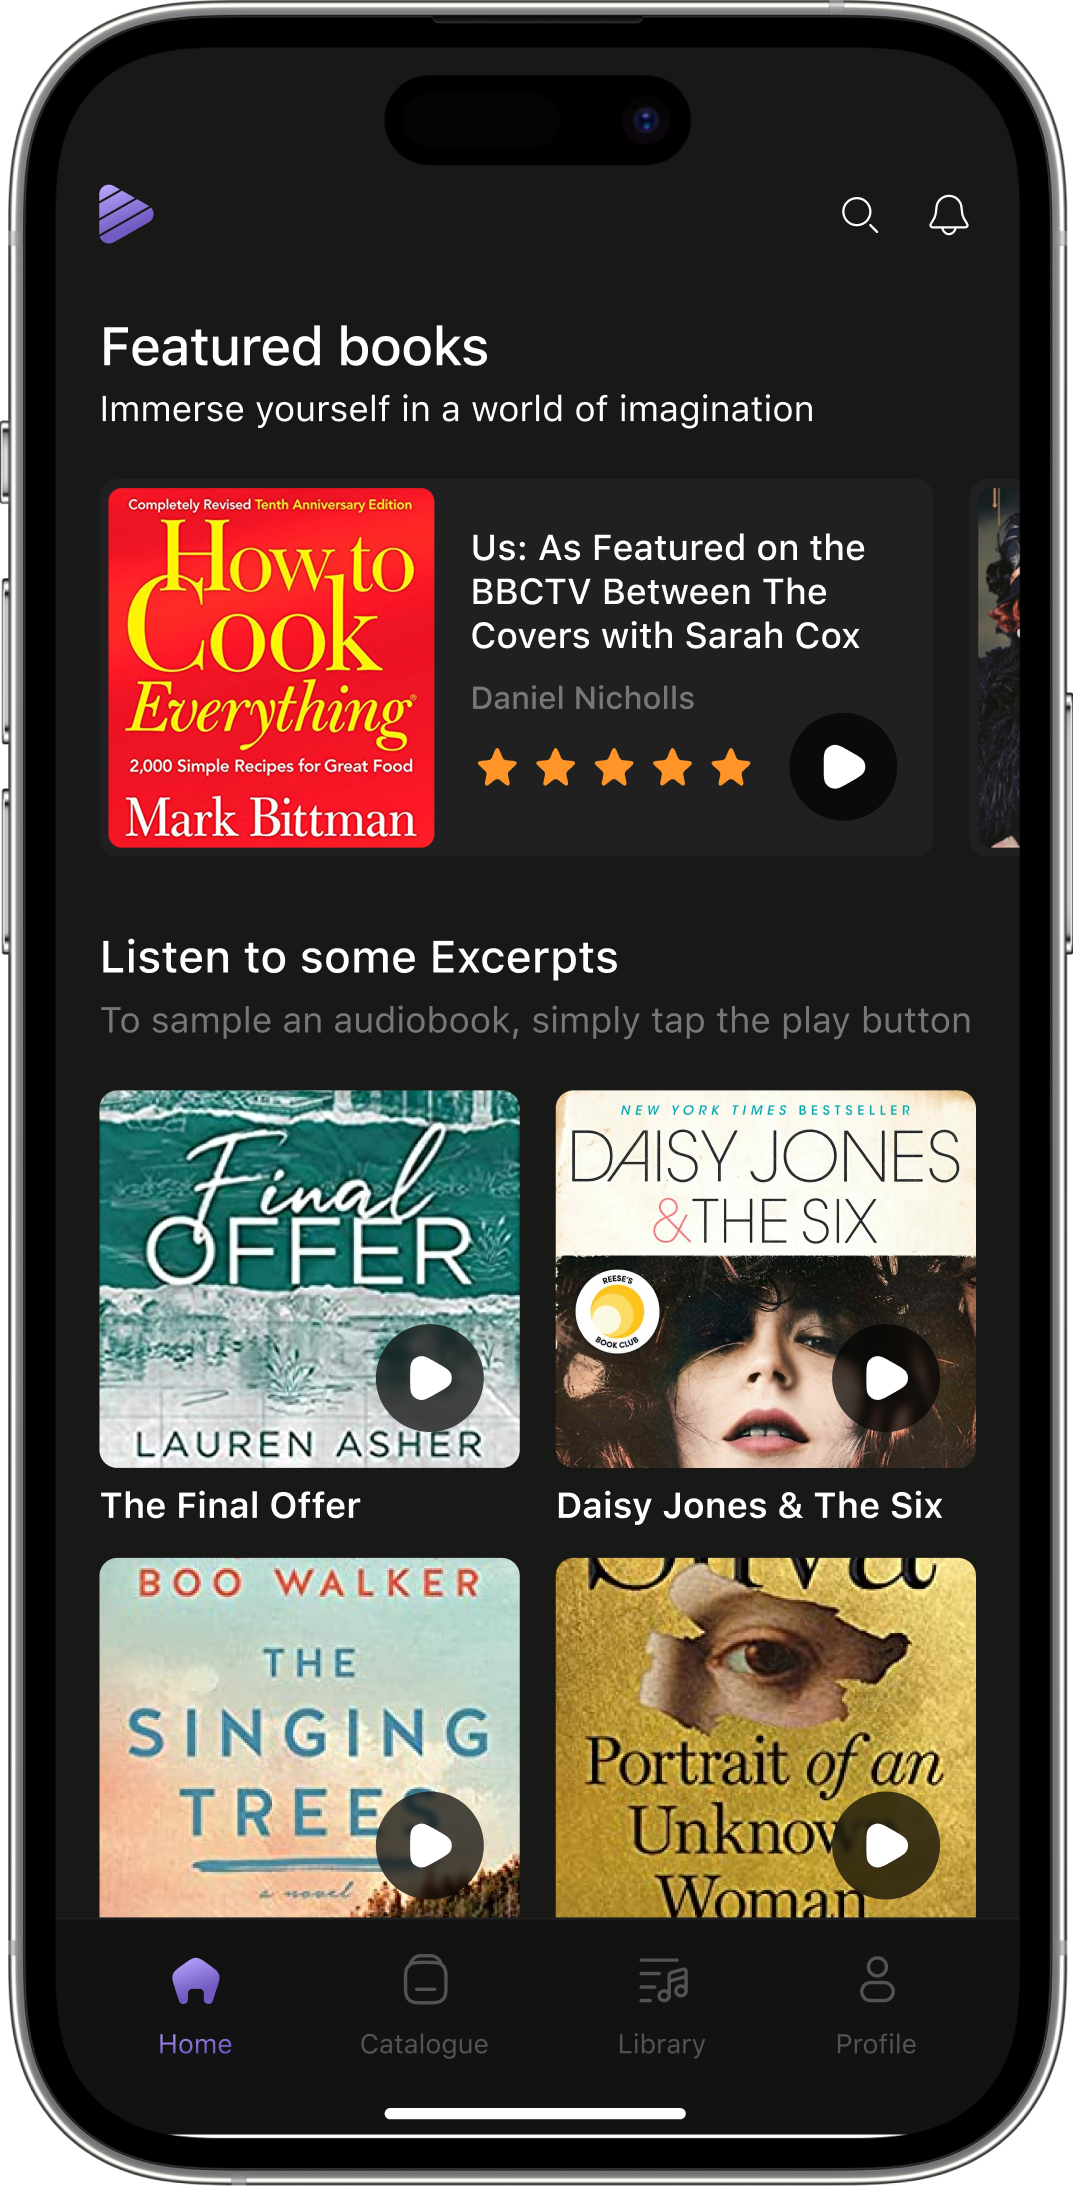 Featured books
Immerse yourself in a world of imagination
Completely Revised Tenth Anniversary Edition
How to
Cook
Everything®
2,000 Simple Recipes for Great Food
Mark Bittman
Us: As Featured on the
BBCTV Between The
Covers with Sarah Cox
Daniel Nicholls
Listen to some Excerpts
To sample an audiobook, simply tap the play button
Final
OFFER
LAUREN ASHER
The Final Offer
NEW YORK TIMES BESTSELLER
DAISY JONES
& THE SIX
REESE'S
BOOK CLUB
Daisy Jones & The Six
BOO WALKER
THE
SINGING
TREES
a novel
Silva
Portrait of an
Unknown
Woman
Home
Catalogue
Library
Profile